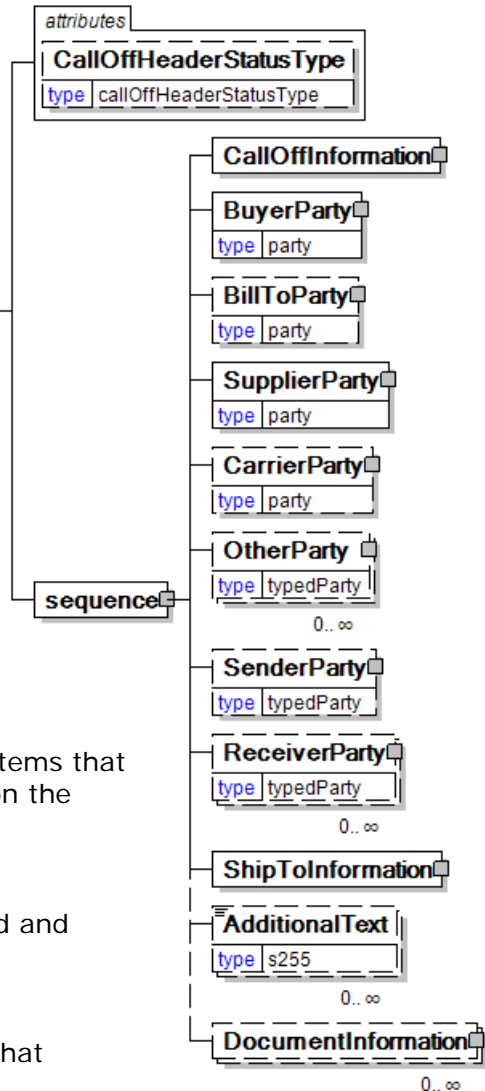 attributes
CallOffHeaderStatusType
type callOffHeaderStatusType
CallOffInformation
BuyerParty
type party
BillToParty
type party
SupplierParty
type party
CarrierParty
type party
OtherParty
type typedParty
0.. ∞
sequence
SenderParty
type typedParty
ReceiverParty
type typedParty
0.. ∞
tems that
on the
ShipToInformation
d and
AdditionalText
type s255
0.. ∞
hat
DocumentInformation
0.. ∞